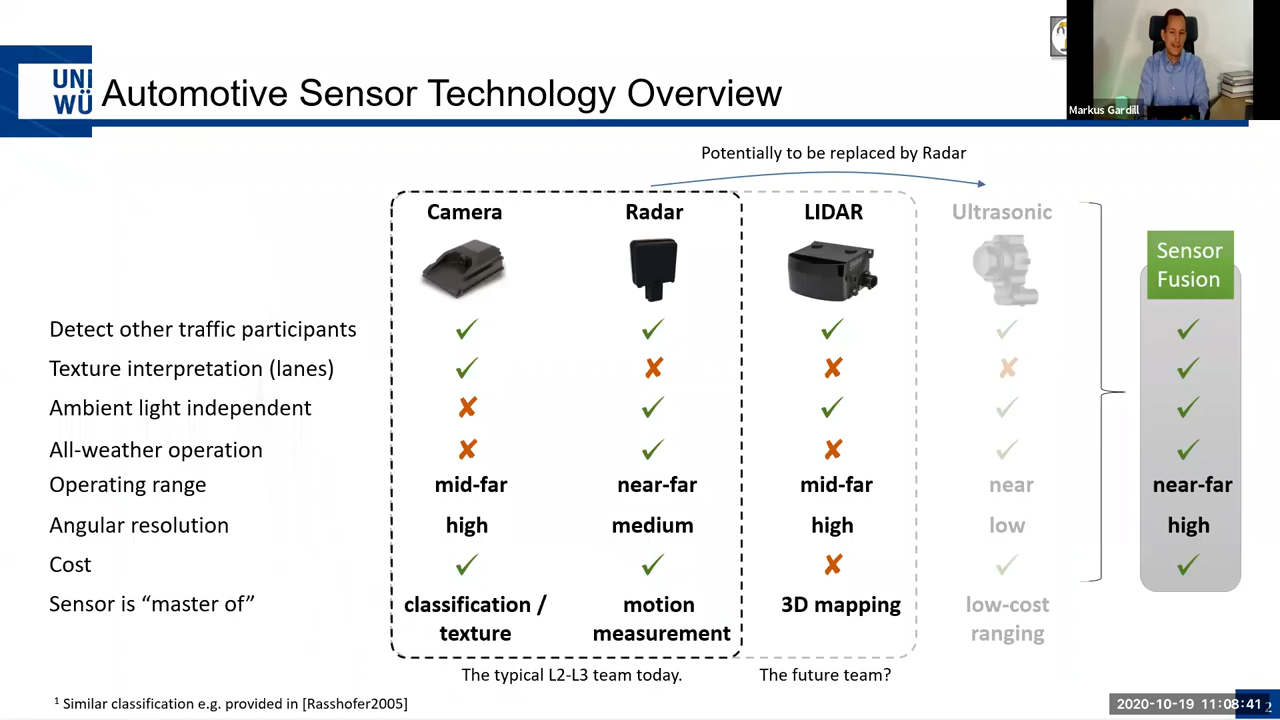 Markus Gardill
UNI
WÜ
Automotive Sensor Technology Overview
Potentially to be replaced by Radar
Camera Radar LIDAR Ultrasonic
Sensor
Fusion
Detect other traffic participants ✓ ✓ ✓ ✓ ✓
Texture interpretation (lanes) ✓ ✘ ✘ ✘ ✓
Ambient light independent ✘ ✓ ✓ ✓ ✓
All-weather operation ✘ ✓ ✘ ✓ ✓
Operating range mid-far near-far mid-far near near-far
Angular resolution high medium high low high
Cost ✓ ✓ ✘ ✓ ✓
Sensor is “master of” classification / motion 3D mapping low-cost
texture measurement ranging
The typical L2-L3 team today. The future team?
¹ Similar classification e.g. provided in [Rasshofer2005]
2020-10-19 11:08:41
2